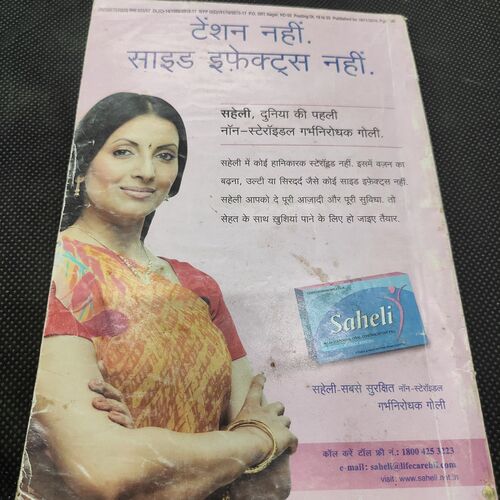 टेंशन नहीं.
साइड इफ़ेक्ट्स नहीं.
सहेली, दुनिया की पहली
नॉन-स्टेरॉइडल गर्भनिरोधक गोली.
सहेली में कोई हानिकारक स्टेरॉइड नहीं. इसमें वज़न का
बढ़ना, उल्टी या सिरदर्द जैसे कोई साइड इफ़ेक्ट्स नहीं.
सहेली आपको दे पूरी आज़ादी और पूरी सुविधा. तो
सेहत के साथ खुशियां पाने के लिए हो जाइए तैयार.
Saheli
सहेली-सबसे सुरक्षित नॉन-स्टेरॉइडल
गर्भनिरोधक गोली
कॉल करें टॉल फ्री नं.: 1800 425 3223
e-mail: saheli@lifecarehll.com
www.saheli.net.in